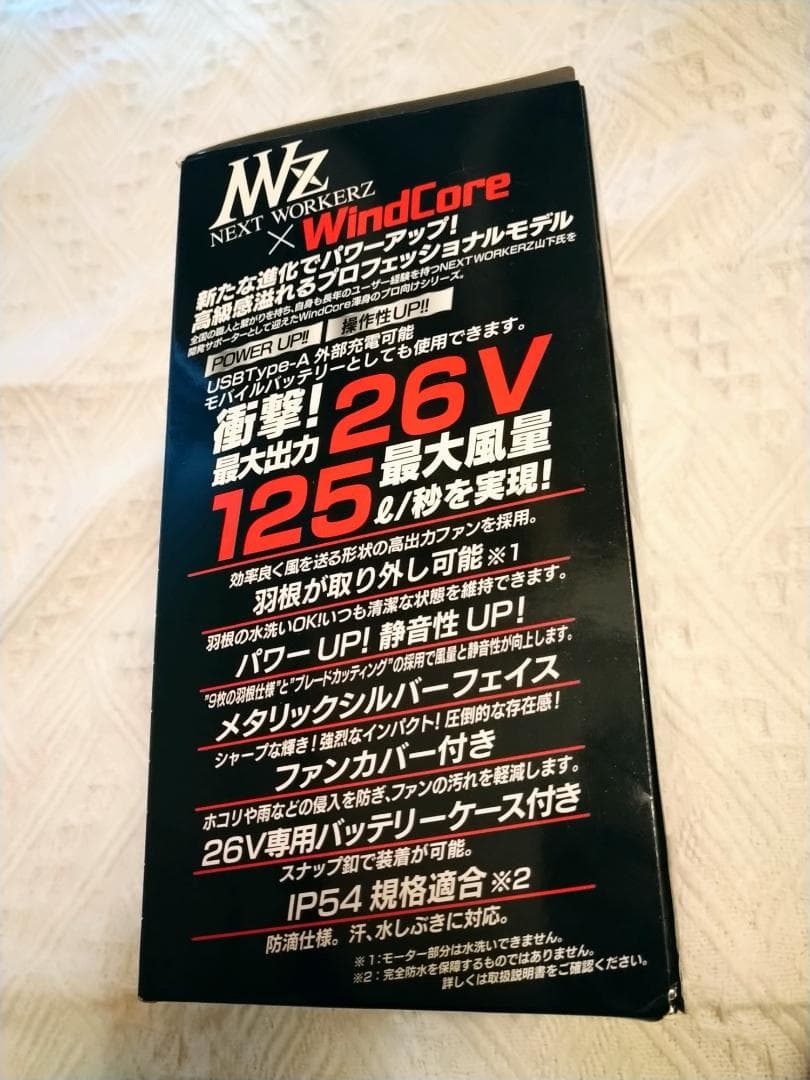 NWZ
NEXT WORKERZ
×WindCore
新たな進化でパワーアップ!
高級感溢れるプロフェッショナルモデル
全国の職人と繋がりを持ち、自身も長年のユーザー経験を持つNEXT WORKERZ山下氏を
開発サポーターとして迎えたWindCore渾身のプロ向けシリーズ。
POWER UP!! 操作性UP!!
USBType-A 外部充電可能
モバイルバッテリーとしても使用できます。
衝撃!
最大出力 26V
125 最大風量
ℓ/秒を実現!
効率良く風を送る形状の高出力ファンを採用。
羽根が取り外し可能※1
羽根の水洗いOK!いつも清潔な状態を維持できます。
パワーUP! 静音性UP!
"9枚の羽根仕様"と"ブレードカッティング"の採用で風量と静音性が向上します。
メタリックシルバーフェイス
シャープな輝き!強烈なインパクト!圧倒的な存在感!
ファンカバー付き
ホコリや雨などの侵入を防ぎ、ファンの汚れを軽減します。
26V専用バッテリーケース付き
スナップ釦で装着が可能。
IP54 規格適合※2
防滴仕様。汗、水しぶきに対応。
※1:モーター部分は水洗いできません。
※2:完全防水を保障するものではありません。
詳しくは取扱説明書をご確認ください。